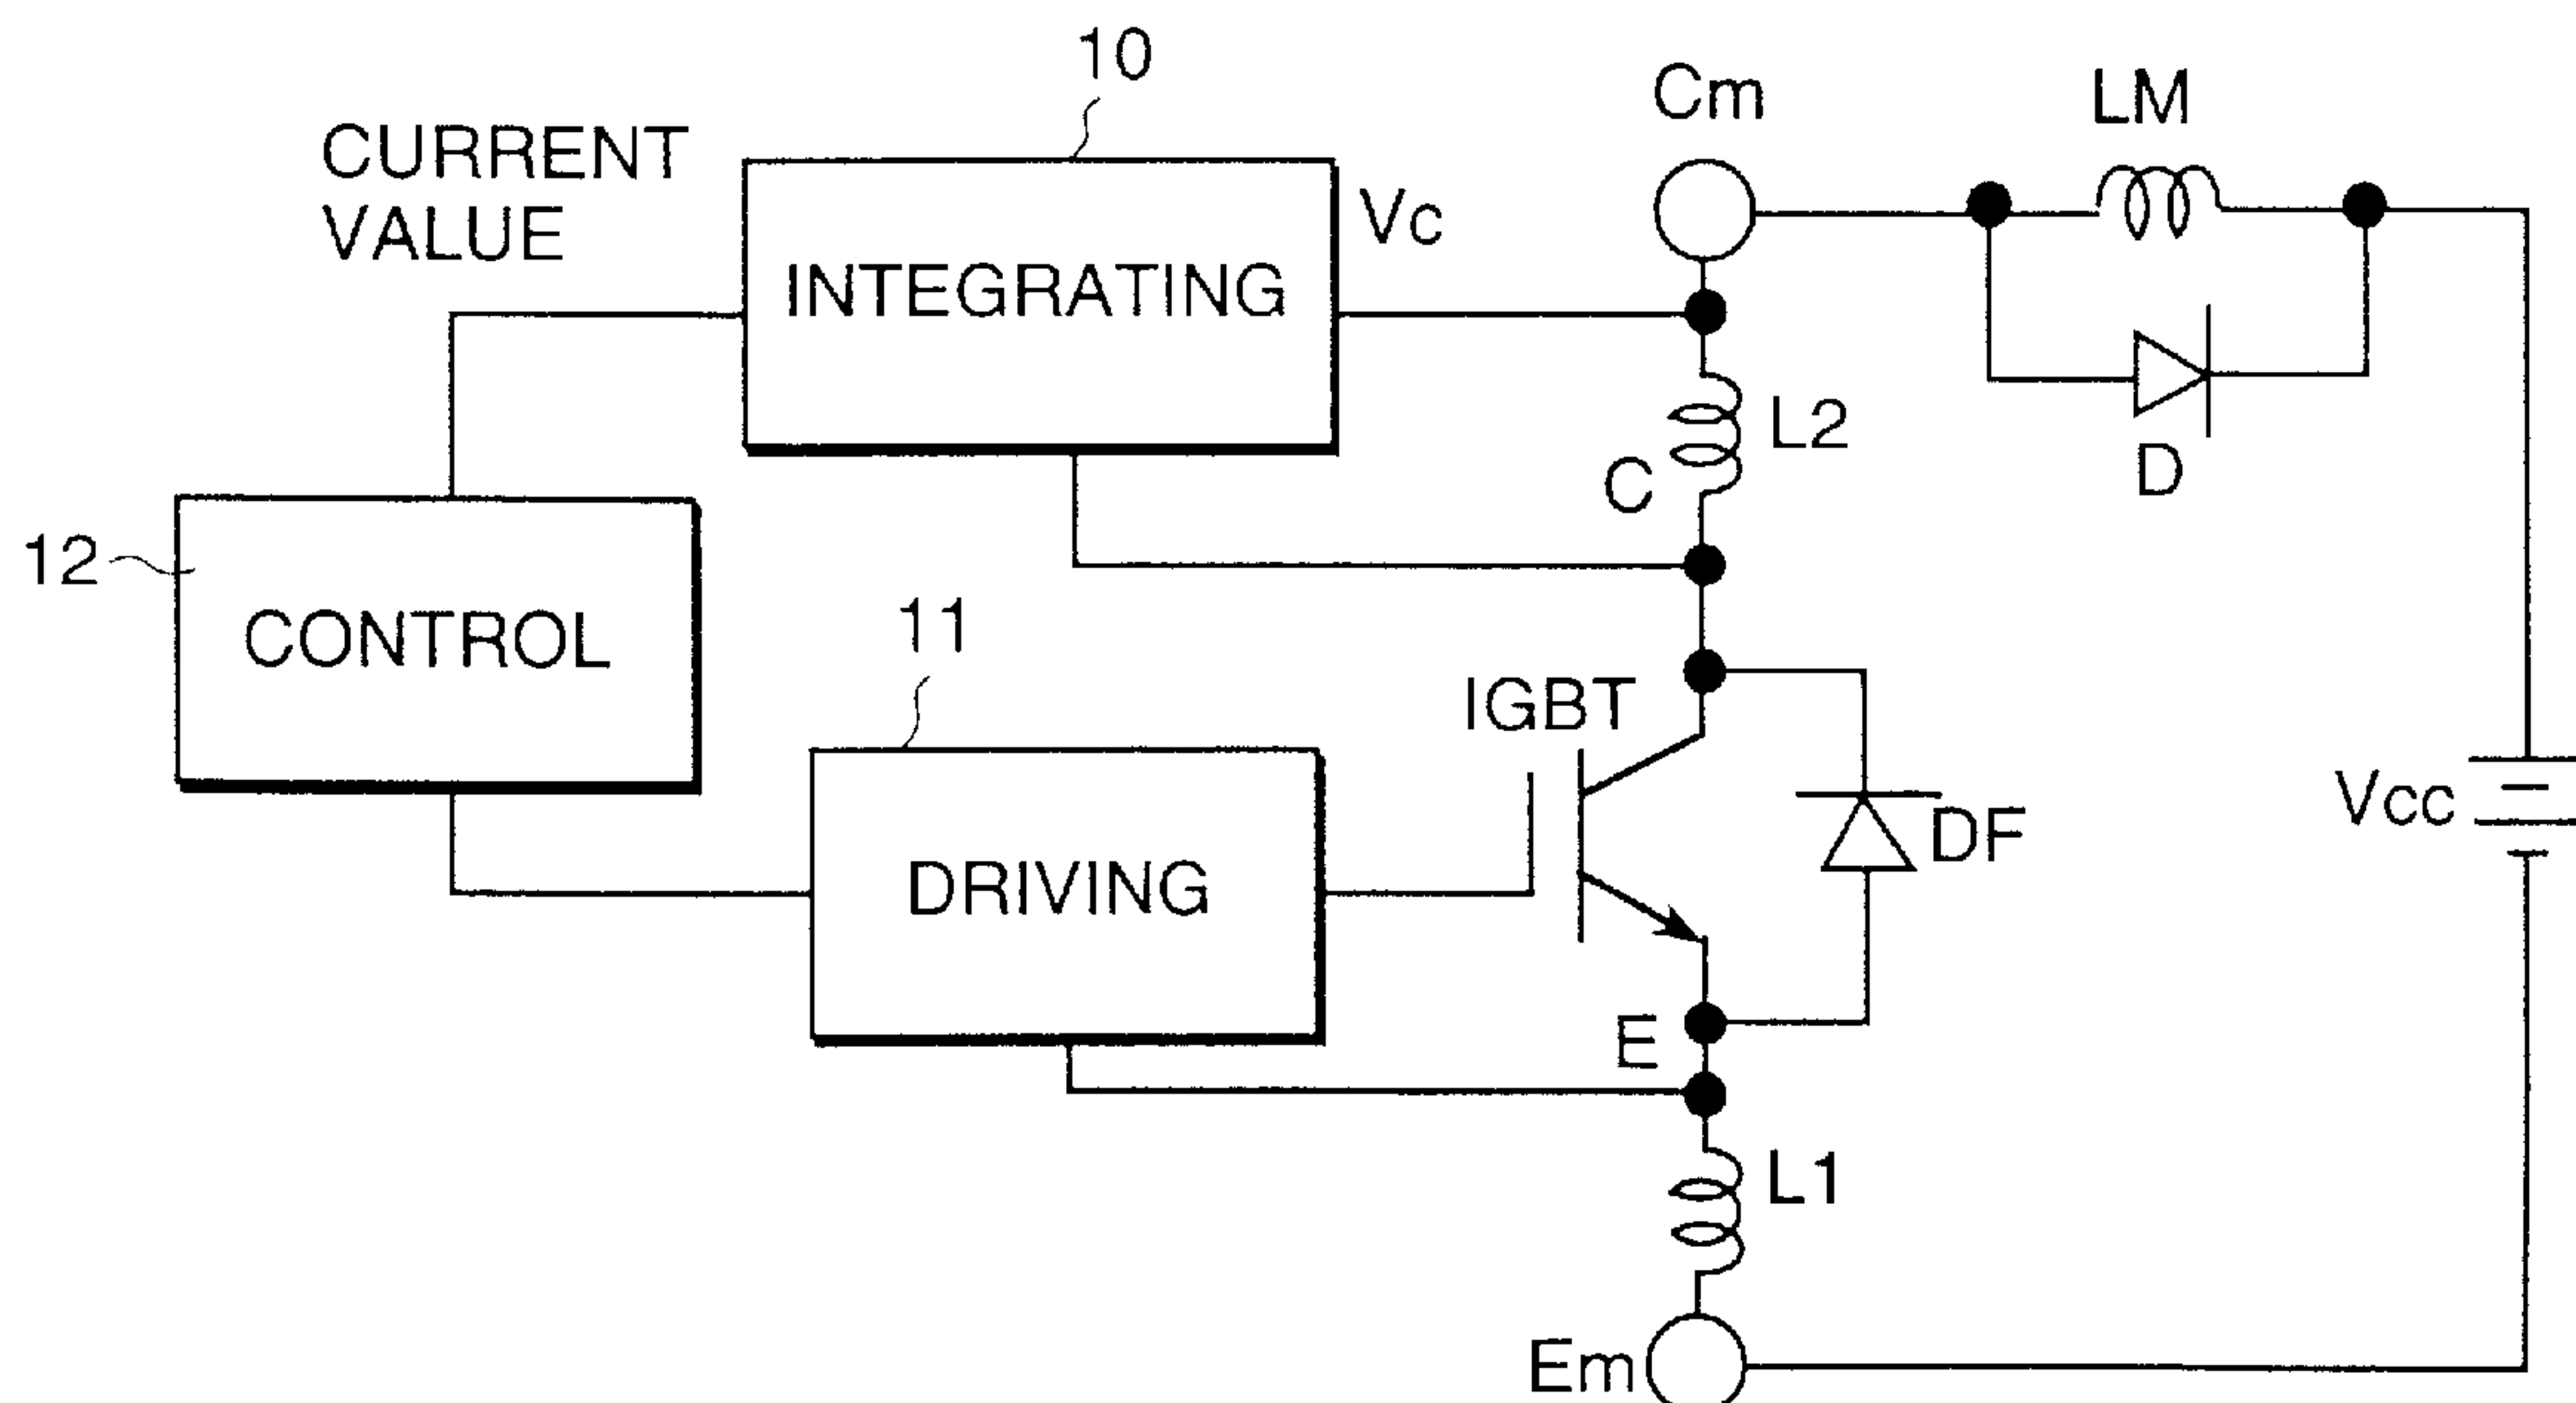 10
Cm
LM
CURRENT
VALUE
Vc
INTEGRATING
L2
C
D
12
CONTROL
11
IGBT
DRIVING
DF
Vcc
E
L1
Em